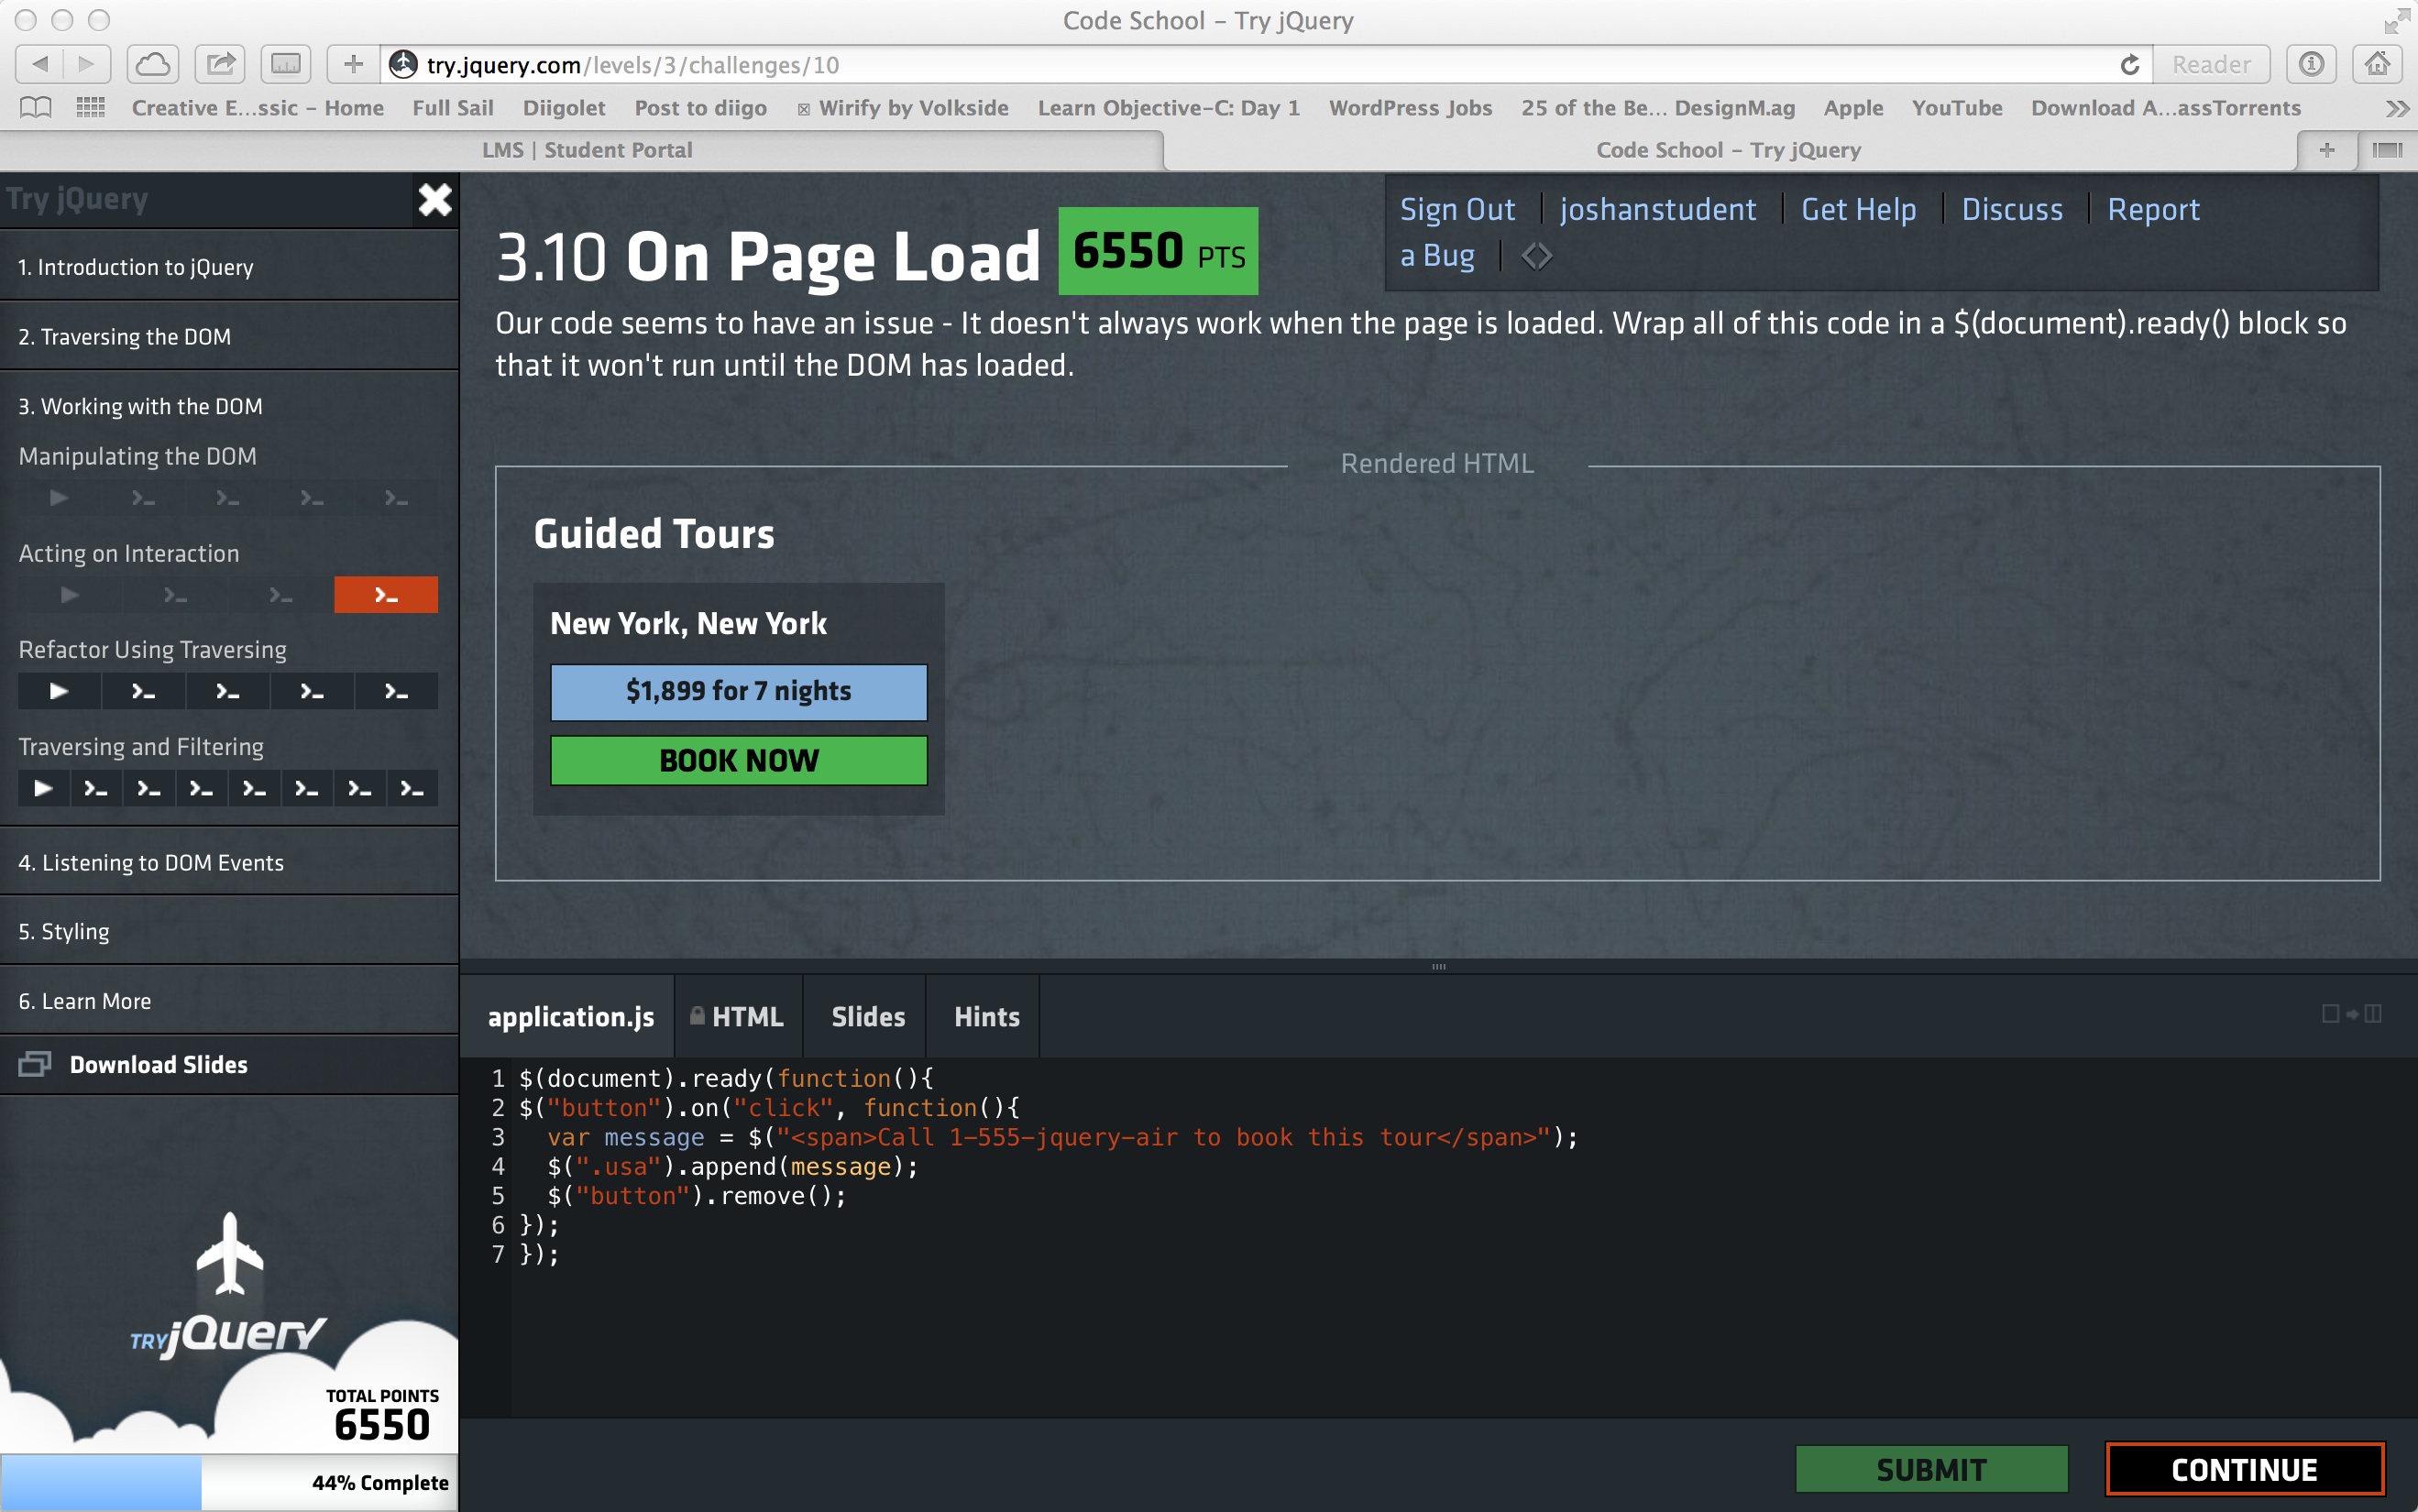 Code School – Try jQuery
try.jquery.com/levels/3/challenges/10
Reader
Creative E...ssic – Home
Full Sail
Diigolet
Post to diigo
Wirify by Volkside
Learn Objective-C: Day 1
WordPress Jobs
25 of the Be... DesignM.ag
Apple
YouTube
Download A...assTorrents
LMS | Student Portal
Code School – Try jQuery
Try jQuery
1. Introduction to jQuery
2. Traversing the DOM
3. Working with the DOM
Manipulating the DOM
Acting on Interaction
Refactor Using Traversing
Traversing and Filtering
4. Listening to DOM Events
5. Styling
6. Learn More
Download Slides
TRY jQuery
TOTAL POINTS
6550
44% Complete
Sign Out | joshanstudent | Get Help | Discuss | Report
a Bug |
3.10 On Page Load 6550 PTS
Our code seems to have an issue - It doesn't always work when the page is loaded. Wrap all of this code in a $(document).ready() block so
that it won't run until the DOM has loaded.
Rendered HTML
Guided Tours
New York, New York
$1,899 for 7 nights
BOOK NOW
application.js
HTML
Slides
Hints
1 $(document).ready(function(){
2 $("button").on("click", function(){
3   var message = $("<span>Call 1-555-jquery-air to book this tour</span>");
4   $(".usa").append(message);
5   $("button").remove();
6 });
7 });
SUBMIT
CONTINUE